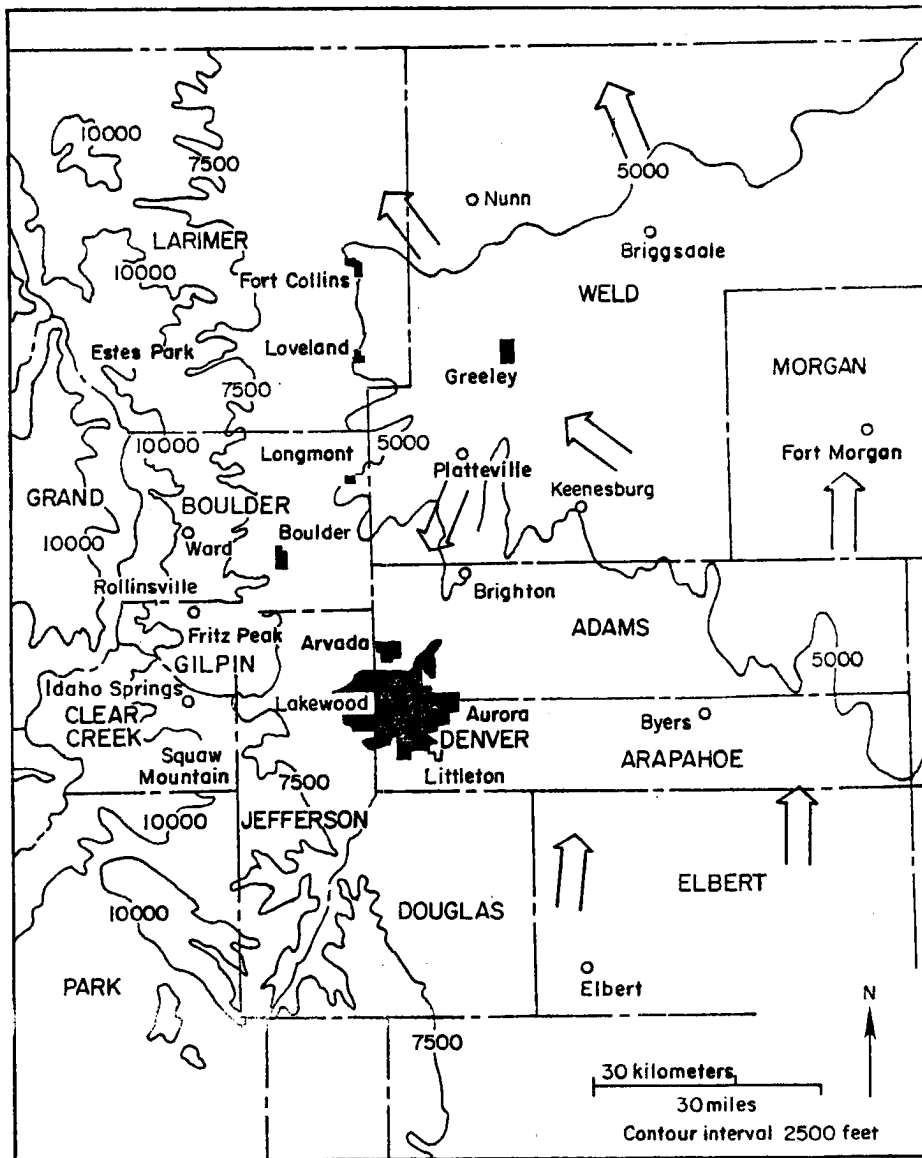 10000
7500
5000
Nunn
LARIMER
Briggsdale
10000
Fort Collins
WELD
Estes Park
Loveland
Greeley
MORGAN
7500
10000
5000
Longmont
Platteville
Fort Morgan
GRAND
BOULDER
Keenesburg
10000
Ward
Boulder
Rollinsville
Brighton
Fritz Peak
Arvada
ADAMS
GILPIN
5000
Idaho Springs
Lakewood
Aurora
Byers
CLEAR
CREEK
DENVER
ARAPAHOE
Squaw
Mountain
Littleton
7500
10000
JEFFERSON
ELBERT
10000
DOUGLAS
PARK
Elbert
N
7500
30 kilometers
30 miles
Contour interval 2500 feet